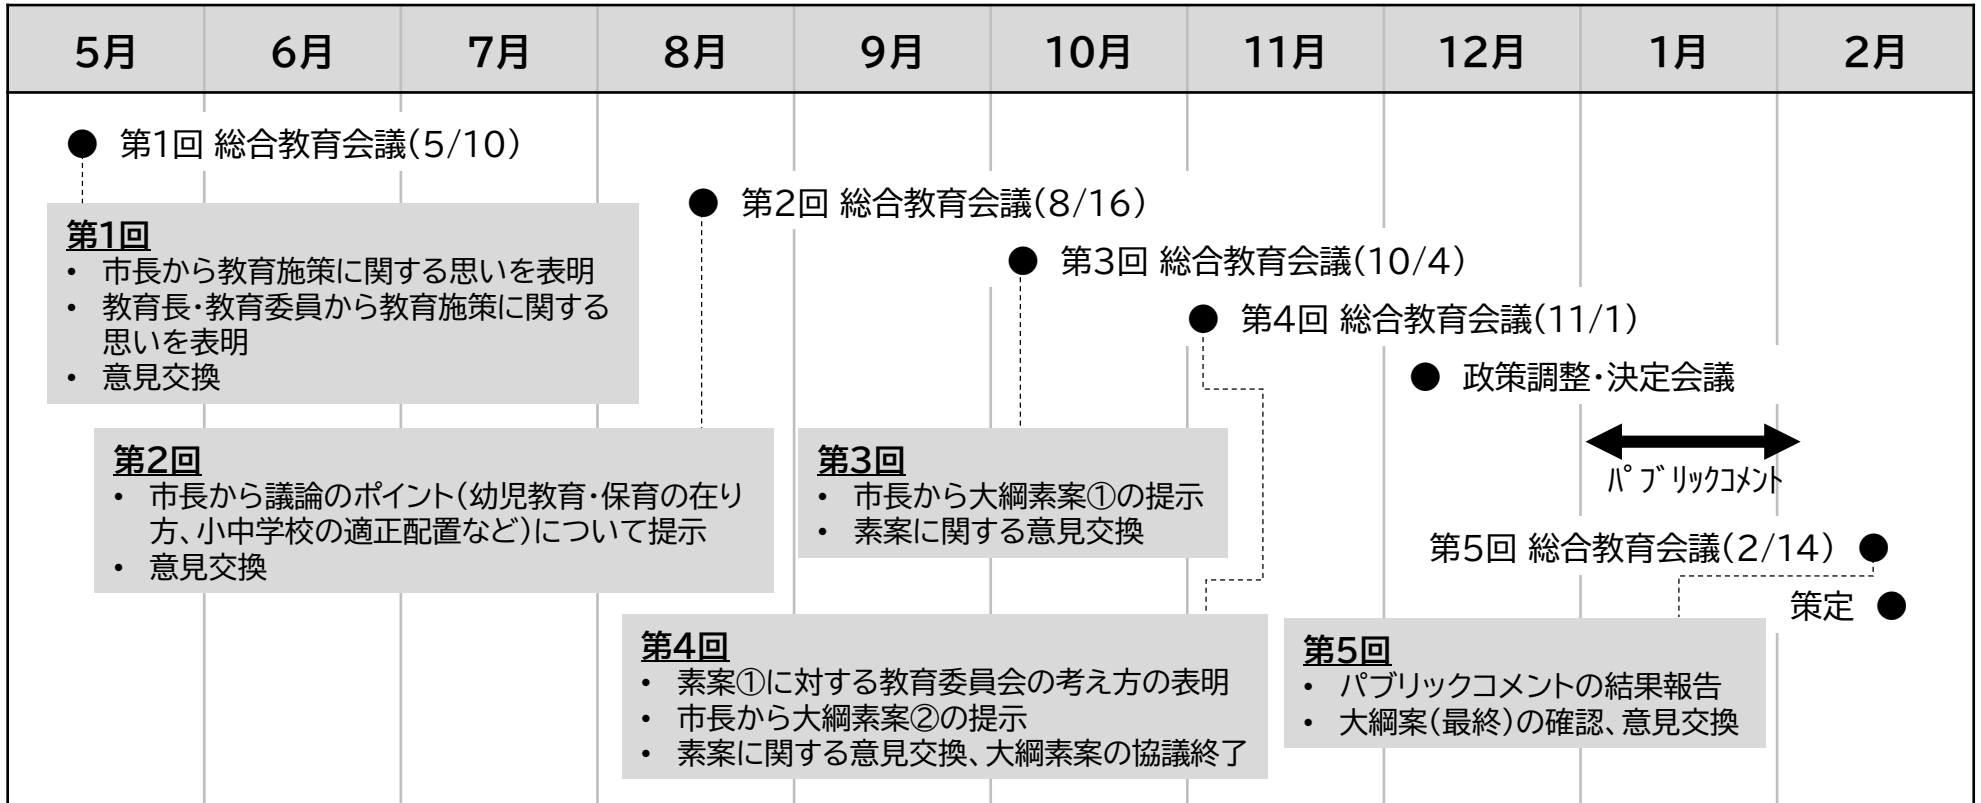 5月 6月 7月 8月 9月 10月 11月 12月 1月 2月
● 第1回 総合教育会議(5/10)
第1回
• 市長から教育施策に関する思いを表明
• 教育長・教育委員から教育施策に関する
思いを表明
• 意見交換
● 第2回 総合教育会議(8/16)
第2回
• 市長から議論のポイント(幼児教育・保育の在り
方、小中学校の適正配置など)について提示
• 意見交換
● 第3回 総合教育会議(10/4)
第3回
• 市長から大綱素案①の提示
• 素案に関する意見交換
● 第4回 総合教育会議(11/1)
第4回
• 素案①に対する教育委員会の考え方の表明
• 市長から大綱素案②の提示
• 素案に関する意見交換、大綱素案の協議終了
● 政策調整・決定会議
ﾊﾟﾌﾞﾘｯｸｺﾒﾝﾄ
第5回 総合教育会議(2/14) ●
策定 ●
第5回
• パブリックコメントの結果報告
• 大綱案(最終)の確認、意見交換